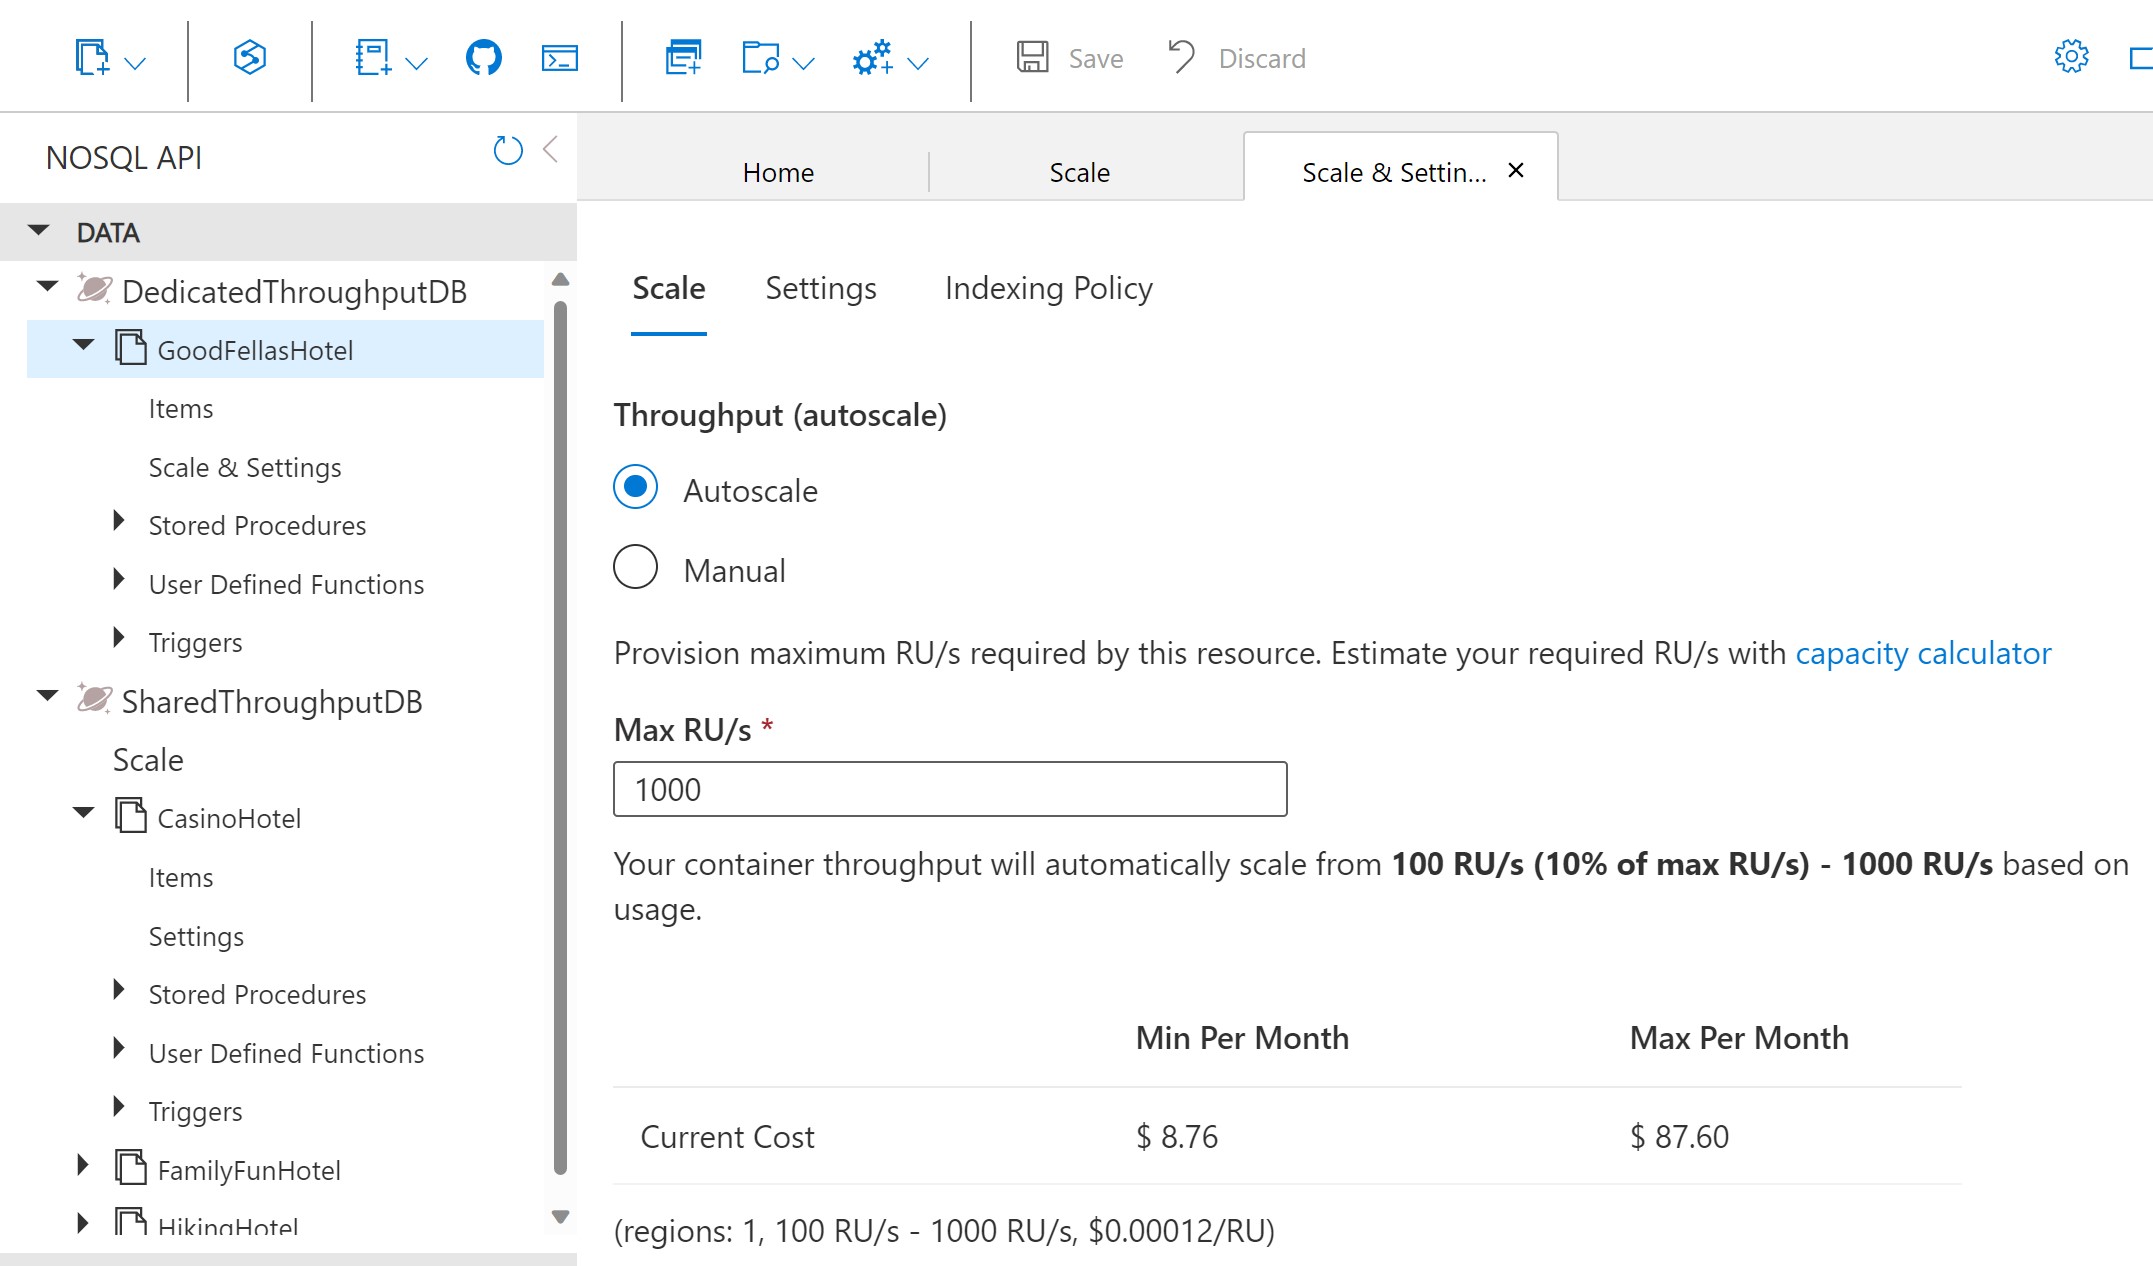 Save
Discard
NOSQL API
DATA
DedicatedThroughputDB
GoodFellasHotel
Items
Scale & Settings
Stored Procedures
User Defined Functions
Triggers
SharedThroughputDB
Scale
CasinoHotel
Items
Settings
Stored Procedures
User Defined Functions
Triggers
FamilyFunHotel
HikingHotel
Home
Scale
Scale & Settin...
Scale
Settings
Indexing Policy
Throughput (autoscale)
Autoscale
Manual
Provision maximum RU/s required by this resource. Estimate your required RU/s with capacity calculator
Max RU/s *
1000
Your container throughput will automatically scale from 100 RU/s (10% of max RU/s) - 1000 RU/s based on
usage.
Min Per Month
Max Per Month
Current Cost
$ 8.76
$ 87.60
(regions: 1, 100 RU/s - 1000 RU/s, $0.00012/RU)